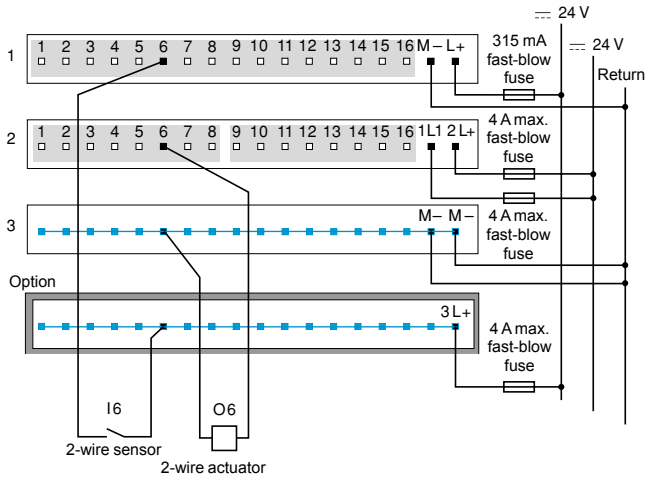 24 V
24 V
Return
1
1 2 3 4 5 6 7 8 9 10 11 12 13 14 15 16 M – L+
315 mA
fast-blow
fuse
2
1 2 3 4 5 6 7 8 9 10 11 12 13 14 15 16 1L1 2 L+
4 A max.
fast-blow
fuse
3
M – M –
4 A max.
fast-blow
fuse
Option
3 L+
4 A max.
fast-blow
fuse
I 6
2-wire sensor
O 6
2-wire actuator